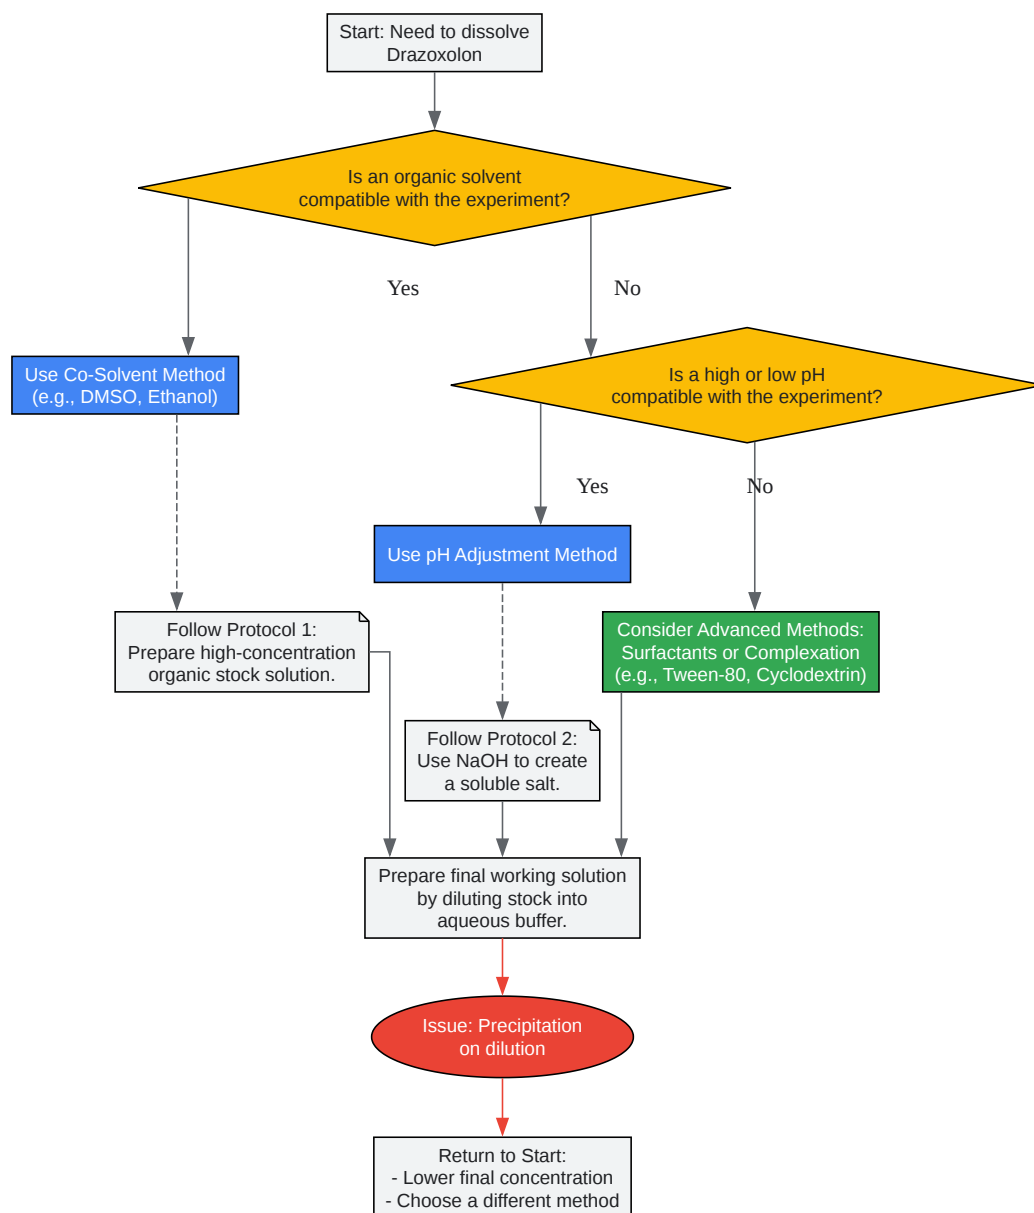 Start: Need to dissolve
Drazoxolon
Is an organic solvent
compatible with the experiment?
Yes
No
Use Co-Solvent Method
(e.g., DMSO, Ethanol)
Is a high or low pH
compatible with the experiment?
Yes
No
Use pH Adjustment Method
Follow Protocol 1:
Prepare high-concentration
organic stock solution.
Consider Advanced Methods:
Surfactants or Complexation
(e.g., Tween-80, Cyclodextrin)
Follow Protocol 2:
Use NaOH to create
a soluble salt.
Prepare final working solution
by diluting stock into
aqueous buffer.
Issue: Precipitation
on dilution
Return to Start:
- Lower final concentration
- Choose a different method